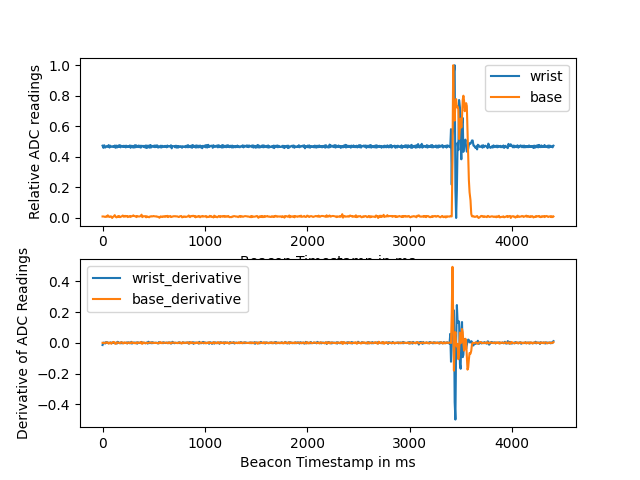 Relative ADC readings
1.0
0.8
0.6
0.4
0.2
0.0
wrist
base
0 1000 2000 3000 4000
Beacon Timestamp in ms
Derivative of ADC Readings
0.4
0.2
0.0
−0.2
−0.4
wrist_derivative
base_derivative
0 1000 2000 3000 4000
Beacon Timestamp in ms